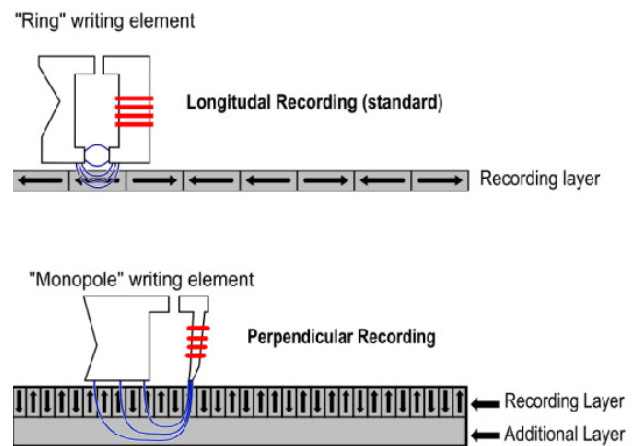 "Ring" writing element
Longitudal Recording (standard)
Recording layer
"Monopole" writing element
Perpendicular Recording
Recording Layer
Additional Layer